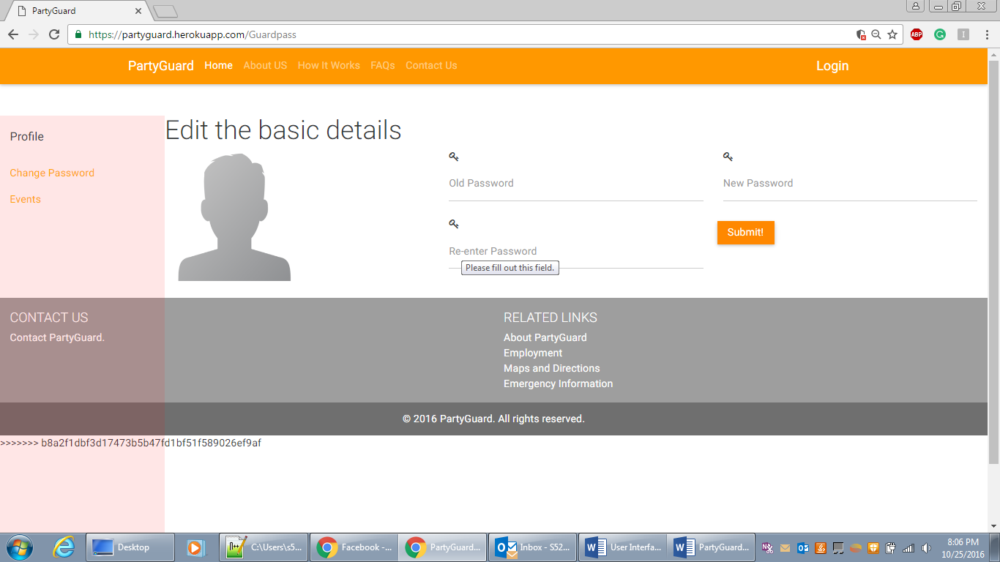 PartyGuard
https://partyguard.herokuapp.com/Guardpass
ABP
PartyGuard Home About US How It Works FAQs Contact Us Login
Edit the basic details
Profile
Change Password
Events
Old Password
New Password
Re-enter Password
Submit!
Please fill out this field.
CONTACT US
Contact PartyGuard.
RELATED LINKS
About PartyGuard
Employment
Maps and Directions
Emergency Information
© 2016 PartyGuard. All rights reserved.
>>>>>>> b8a2f1dbf3d17473b5b47fd1bf51f589026ef9af
Desktop
C:\Users\s5...
Facebook -...
PartyGuard...
Inbox - S52...
User Interfa...
PartyGuard...
8:06 PM
10/25/2016